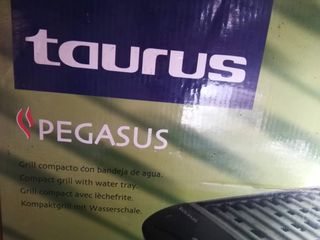 taurus
PEGASUS
Grill compacto con bandeja de agua.
Compact grill with water tray.
Grill compact avec lèchefrite.
Kompaktgrill mit Wasserschale.